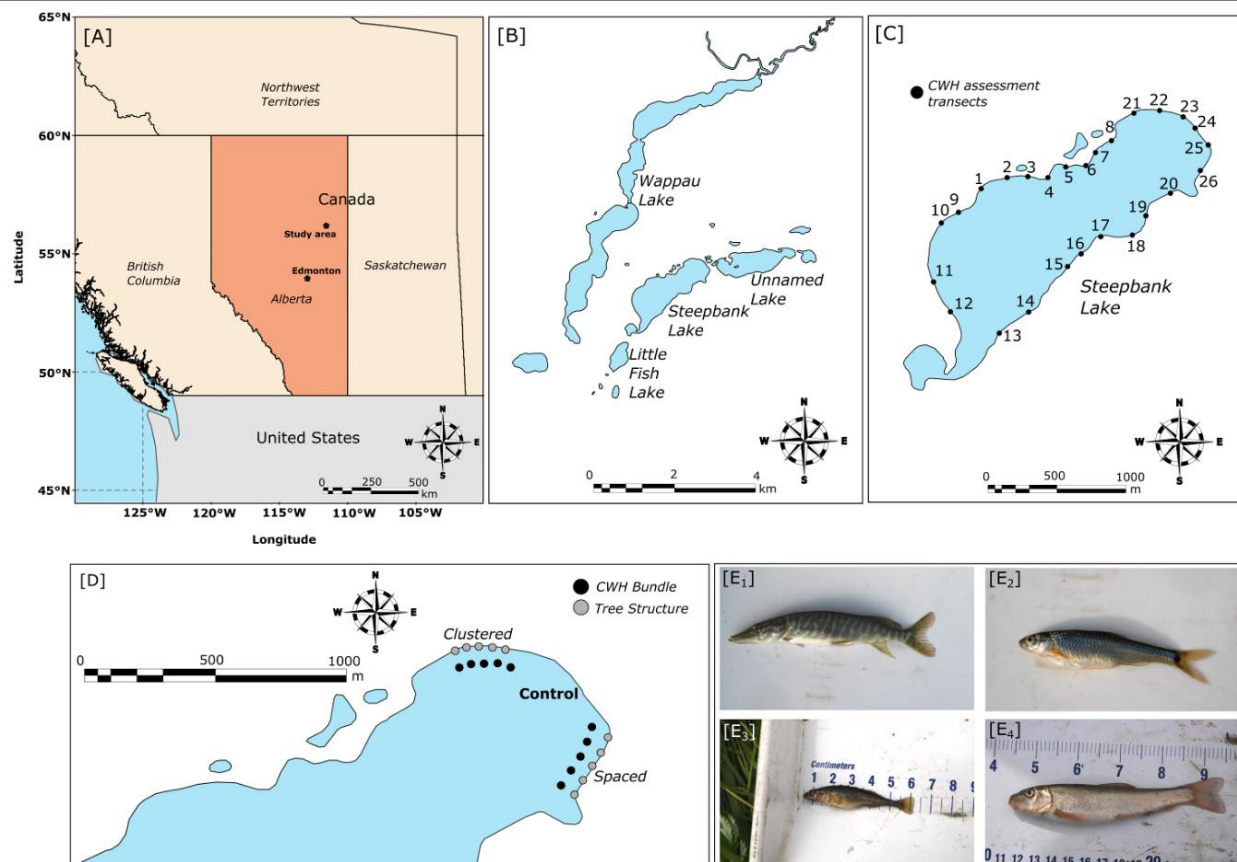 [A]
65°N
60°N
55°N
50°N
45°N
Latitude
Northwest
Territories
Canada
Study area
Edmonton
Alberta
British
Columbia
Saskatchewan
United States
N
W
E
S
0 250 500
km
125°W 120°W 115°W 110°W 105°W
Longitude
[B]
Wappau
Lake
Unnamed
Lake
Steepbank
Lake
Little
Fish
Lake
N
W
E
S
0 2 4
km
[C]
CWH assessment
transects
1
2
3
4
5
6
7
8
9
10
11
12
13
14
15
16
17
18
19
20
21
22
23
24
25
26
Steepbank
Lake
N
W
E
S
0 500 1000
m
[D]
N
W
E
S
CWH Bundle
Tree Structure
0 500 1000
m
Clustered
Control
Spaced
[E1]
[E2]
[E3]
Centimeters
1 2 3 4 5 6 7 8 9
[E4]
4 5 6 7 8 9
0 11 12 13 14 15 16 17 18 19 20